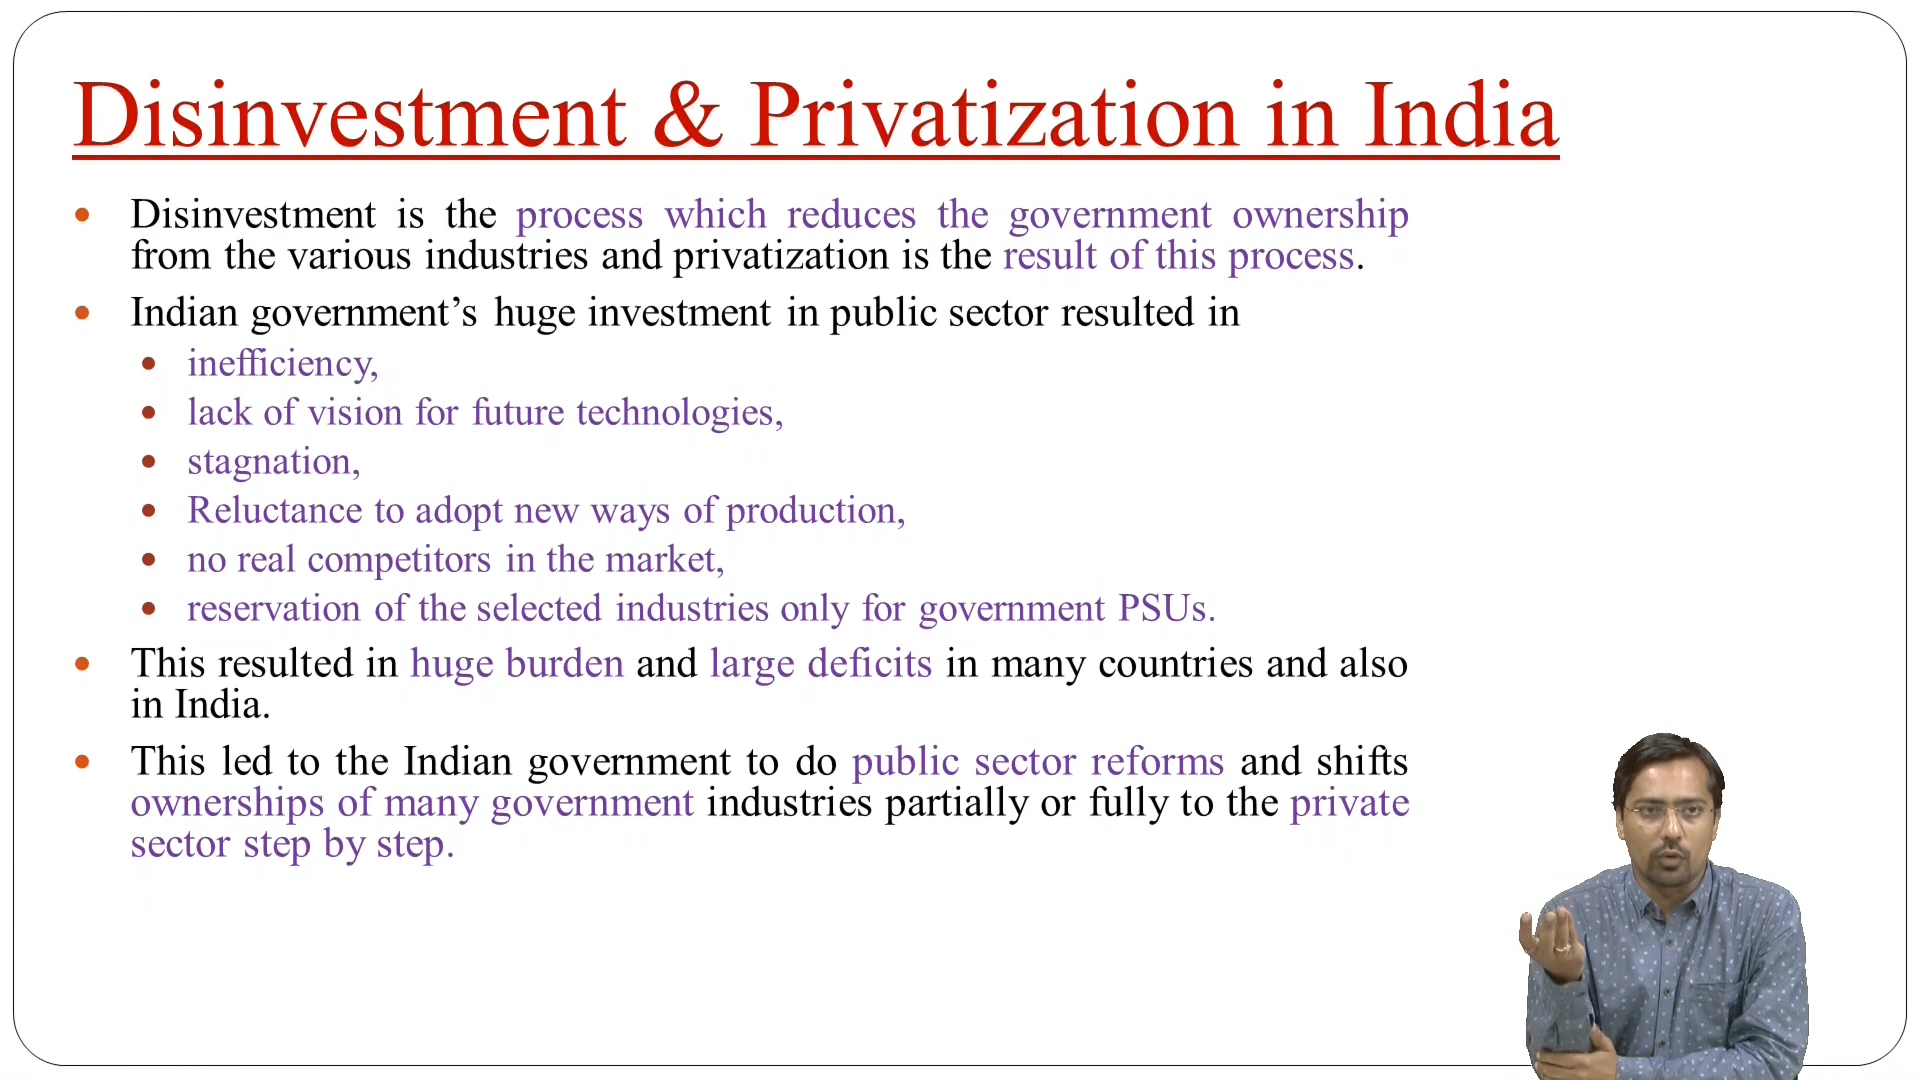 Disinvestment & Privatization in India
• Disinvestment is the process which reduces the government ownership
from the various industries and privatization is the result of this process.
• Indian government’s huge investment in public sector resulted in
• inefficiency,
• lack of vision for future technologies,
• stagnation,
• Reluctance to adopt new ways of production,
• no real competitors in the market,
• reservation of the selected industries only for government PSUs.
• This resulted in huge burden and large deficits in many countries and also
in India.
• This led to the Indian government to do public sector reforms and shifts
ownerships of many government industries partially or fully to the private
sector step by step.